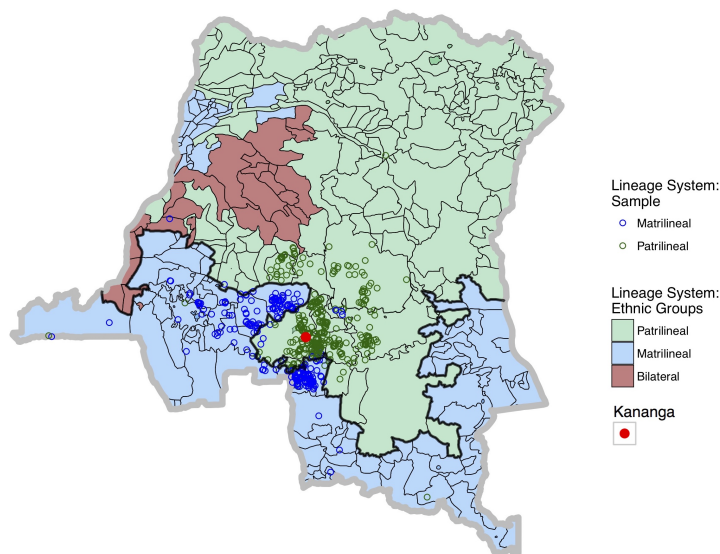 Lineage System:
Sample
Matrilineal
Patrilineal
Lineage System:
Ethnic Groups
Patrilineal
Matrilineal
Bilateral
Kananga